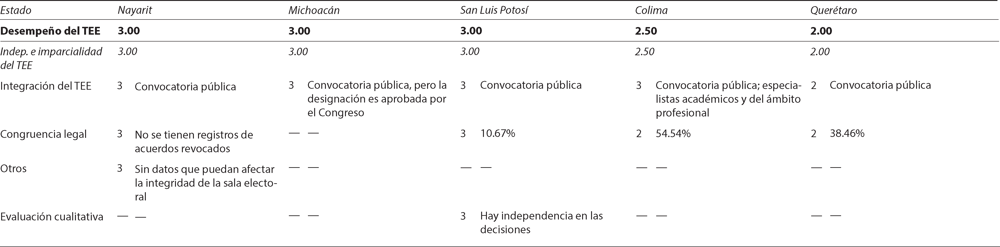 Estado Nayarit Michoacán San Luis Potosí Colima Querétaro
Desempeño del TEE 3.00 3.00 3.00 2.50 2.00
Indep. e imparcialidad 3.00 3.00 3.00 2.50 2.00
del TEE
Integración del TEE 3 Convocatoria pública 3 Convocatoria pública, pero la 3 Convocatoria pública 3 Convocatoria pública; especia- 2 Convocatoria pública
designación es aprobada por listas académicos y del ámbito
el Congreso profesional
Congruencia legal 3 No se tienen registros de — — 3 10.67% 2 54.54% 2 38.46%
acuerdos revocados
Otros 3 Sin datos que puedan afectar — — — — — — — —
la integridad de la sala electo-
ral
Evaluación cualitativa — — — — 3 Hay independencia en las — — — —
decisiones